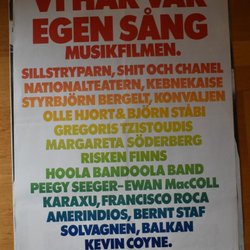 VI HAR VÅR
EGEN SÅNG
MUSIKFILMEN.
SILLSTRYPARN, SHIT OCH CHANEL
NATIONALTEATERN, KEBNEKAISE
STYRBJÖRN BERGELT, KONVALJEN
OLLE HJORT & BJÖRN STÅBI
GREGORIS TZISTOUDIS
MARGARETA SÖDERBERG
RISKEN FINNS
HOOLA BANDOOLA BAND
PEEGY SEEGER–EWAN MacCOLL
KARAXU, FRANCISCO ROCA
AMERINDIOS, BERNT STAF
SOLVAGNEN, BALKAN
KEVIN COYNE.